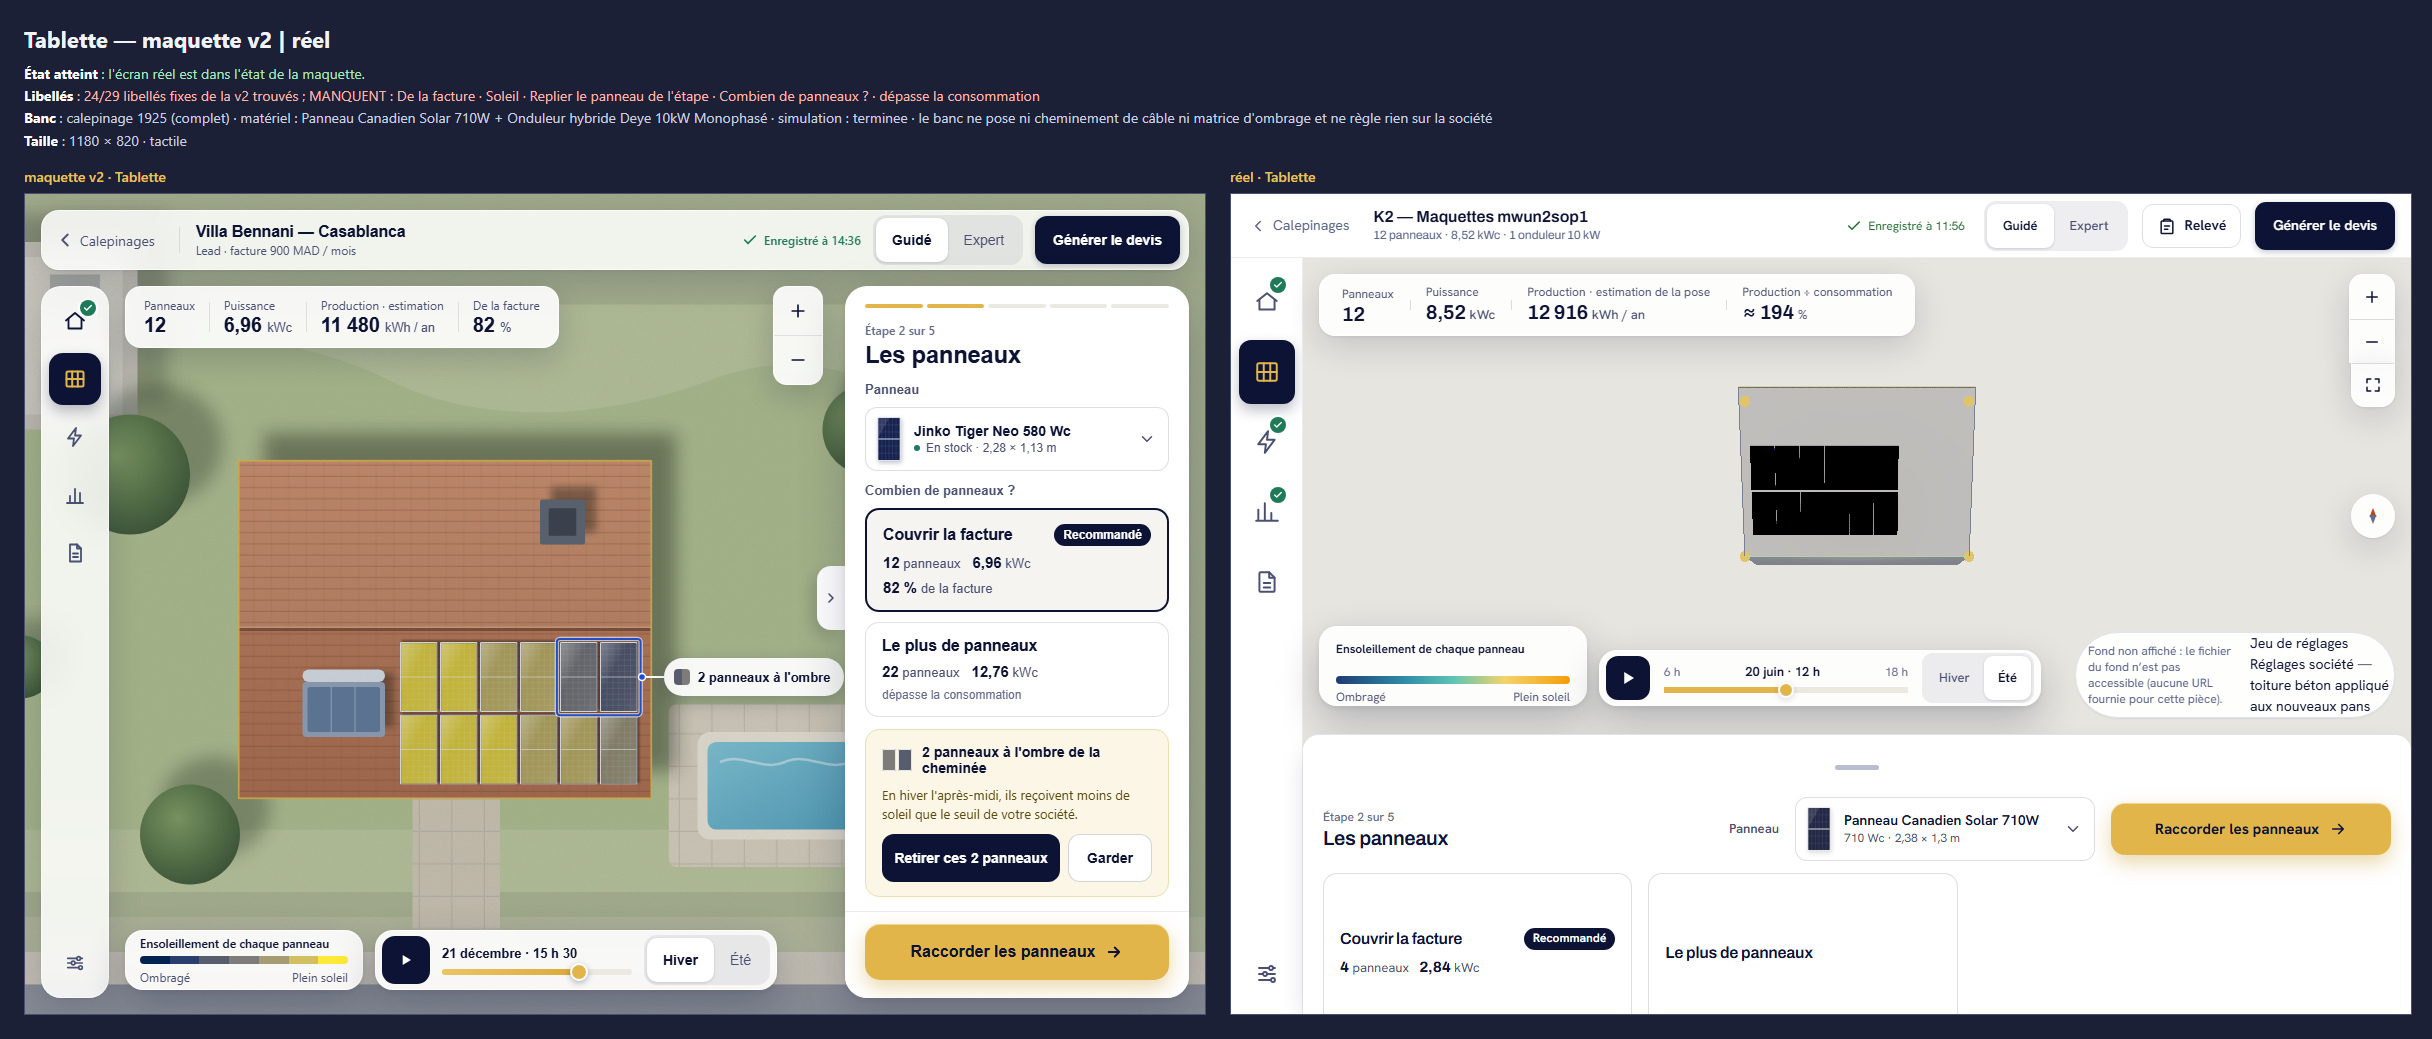 Tablette — maquette v2 | réel
État atteint : l'écran réel est dans l'état de la maquette.
Libellés : 24/29 libellés fixes de la v2 trouvés ; MANQUENT : De la facture · Soleil · Replier le panneau de l'étape · Combien de panneaux ? · dépasse la consommation
Banc : calepinage 1925 (complet) · matériel : Panneau Canadien Solar 710W + Onduleur hybride Deye 10kW Monophasé · simulation : terminee · le banc ne pose ni cheminement de câble ni matrice d'ombrage et ne règle rien sur la société
Taille : 1180 × 820 · tactile
maquette v2 · Tablette
Calepinages
Villa Bennani — Casablanca
Lead · facture 900 MAD / mois
Enregistré à 14:36
Guidé
Expert
Générer le devis
Panneaux
12
Puissance
6,96 kWc
Production · estimation
11 480 kWh / an
De la facture
82 %
Étape 2 sur 5
Les panneaux
Panneau
Jinko Tiger Neo 580 Wc
En stock · 2,28 × 1,13 m
Combien de panneaux ?
Couvrir la facture
Recommandé
12 panneaux 6,96 kWc
82 % de la facture
Le plus de panneaux
22 panneaux 12,76 kWc
dépasse la consommation
2 panneaux à l'ombre
2 panneaux à l'ombre de la
cheminée
En hiver l'après-midi, ils reçoivent moins de
soleil que le seuil de votre société.
Retirer ces 2 panneaux
Garder
Raccorder les panneaux
Ensoleillement de chaque panneau
Ombragé
Plein soleil
21 décembre · 15 h 30
Hiver
Été
réel · Tablette
Calepinages
K2 — Maquettes mwun2sop1
12 panneaux · 8,52 kWc · 1 onduleur 10 kW
Enregistré à 11:56
Guidé
Expert
Relevé
Générer le devis
Panneaux
12
Puissance
8,52 kWc
Production · estimation de la pose
12 916 kWh / an
Production ÷ consommation
≈ 194 %
Ensoleillement de chaque panneau
Ombragé
Plein soleil
6 h
20 juin · 12 h
18 h
Hiver
Été
Fond non affiché : le fichier
du fond n'est pas
accessible (aucune URL
fournie pour cette pièce).
Jeu de réglages
Réglages société —
toiture béton appliqué
aux nouveaux pans
Étape 2 sur 5
Les panneaux
Panneau
Panneau Canadien Solar 710W
710 Wc · 2,38 × 1,3 m
Raccorder les panneaux
Couvrir la facture
Recommandé
4 panneaux 2,84 kWc
Le plus de panneaux